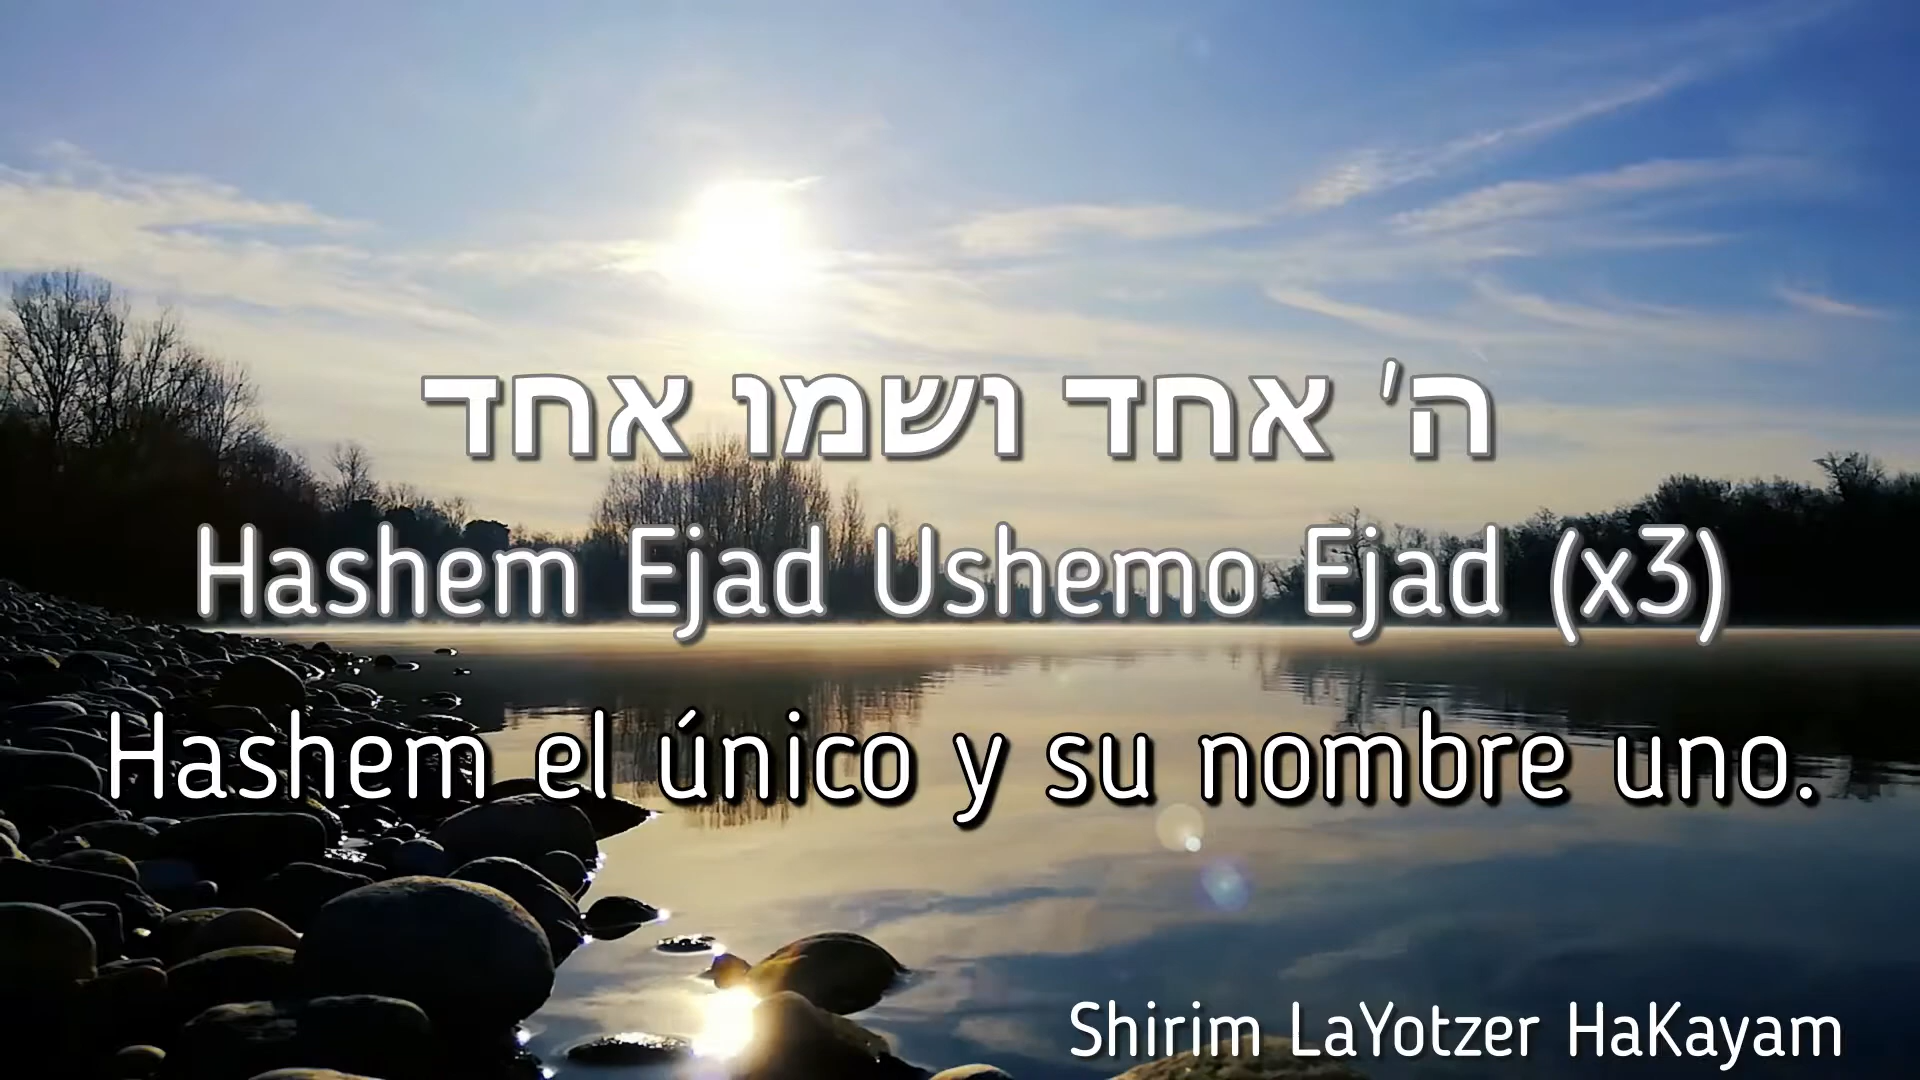 ה' אחד ושמו אחד
Hashem Ejad Ushemo Ejad (x3)
Hashem el único y su nombre uno.
Shirim LaYotzer HaKayam